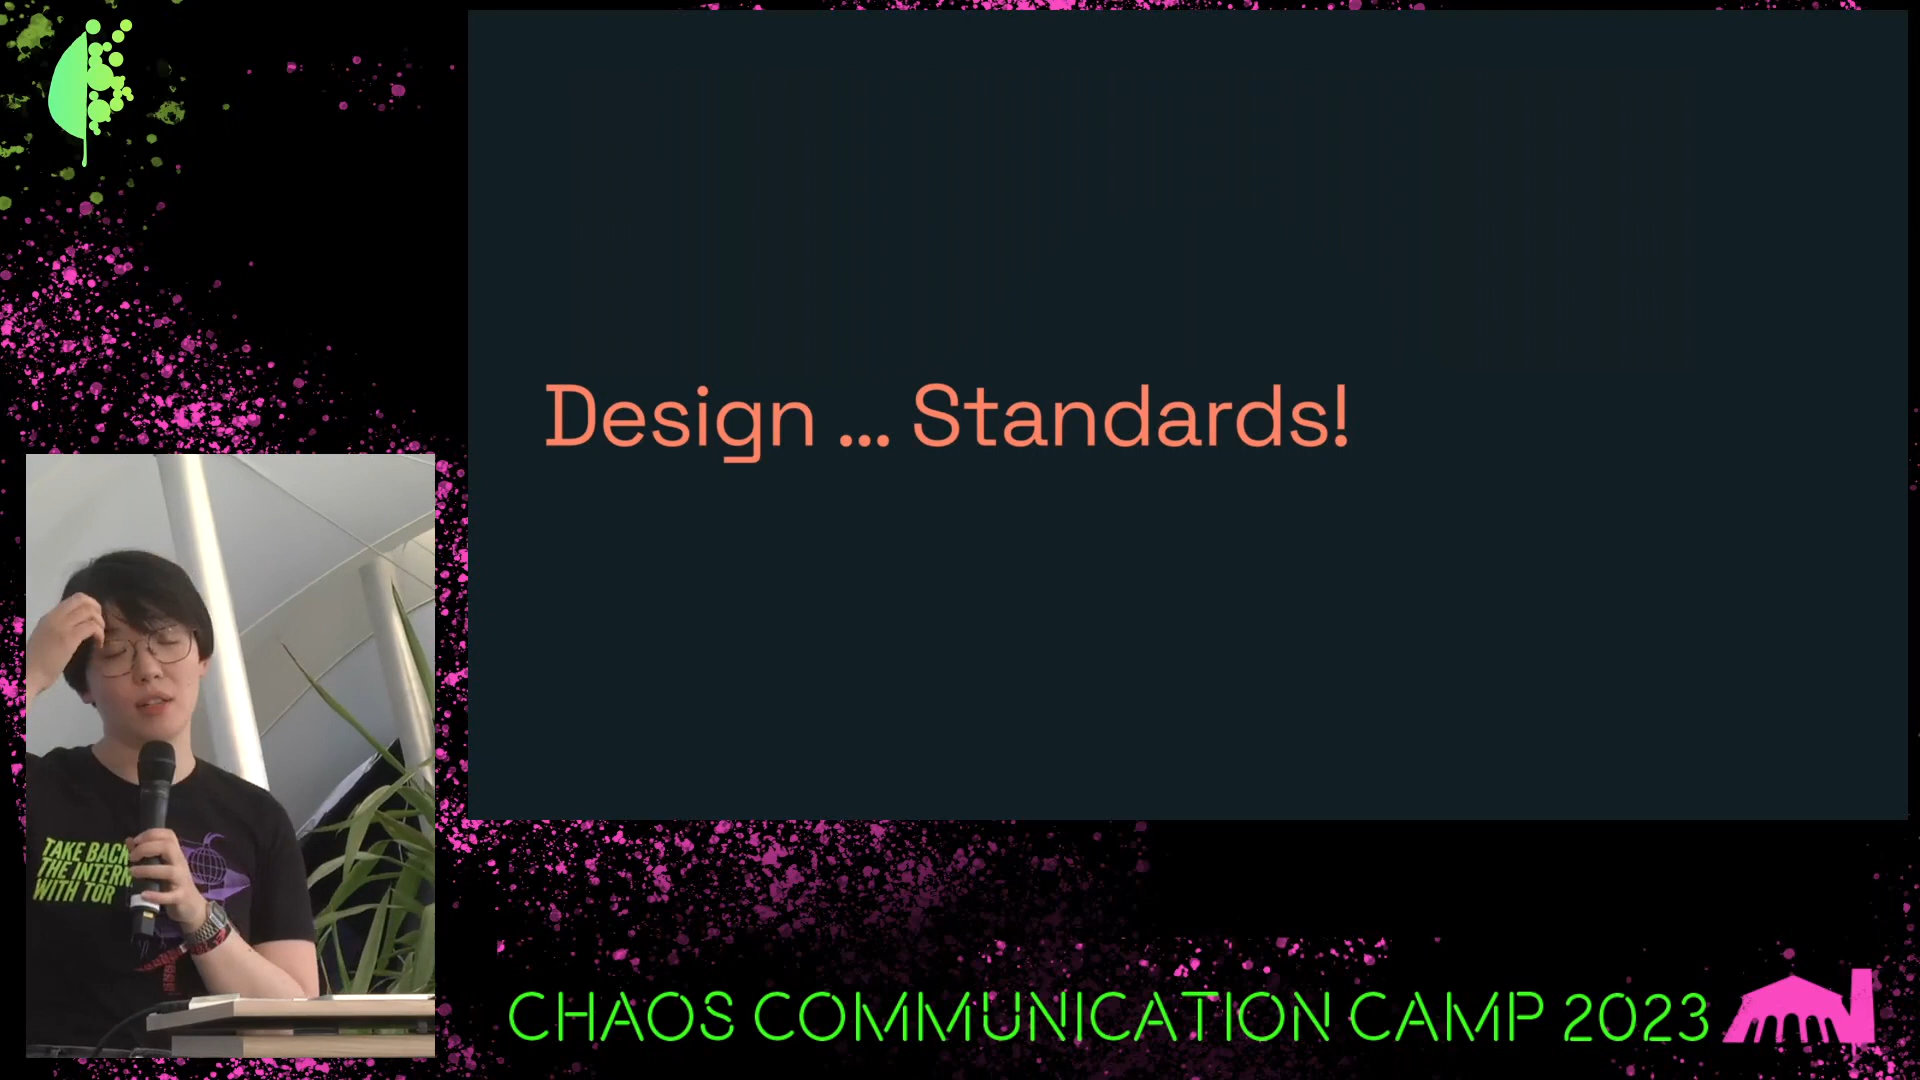 Design ... Standards!
TAKE BACK
THE INTERN
WITH TOR
CHAOS COMMUNICATION CAMP 2023